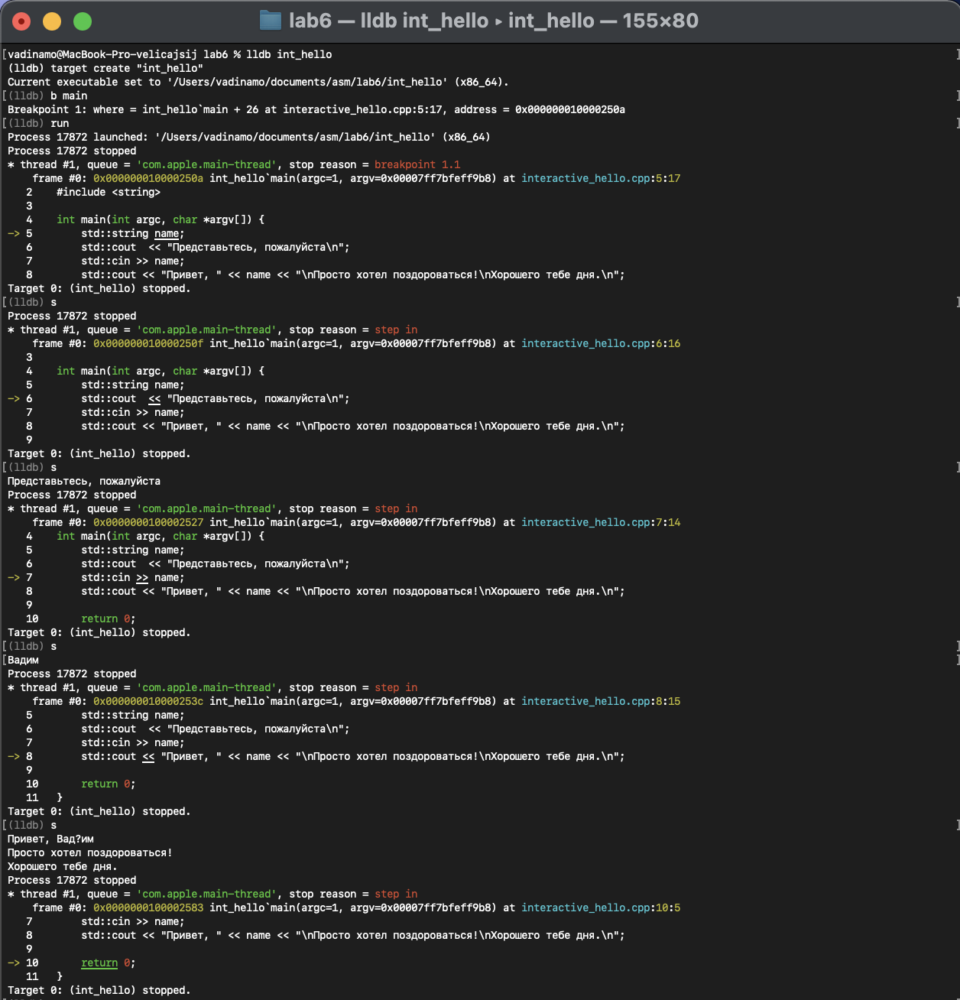 lab6 — lldb int_hello ▸ int_hello — 155×80
[vadinamo@MacBook-Pro-velicajsij lab6 % lldb int_hello ]
(lldb) target create "int_hello"
Current executable set to '/Users/vadinamo/documents/asm/lab6/int_hello' (x86_64).
[(lldb) b main ]
Breakpoint 1: where = int_hello`main + 26 at interactive_hello.cpp:5:17, address = 0x000000010000250a
[(lldb) run ]
Process 17872 launched: '/Users/vadinamo/documents/asm/lab6/int_hello' (x86_64)
Process 17872 stopped
* thread #1, queue = 'com.apple.main-thread', stop reason = breakpoint 1.1
    frame #0: 0x000000010000250a int_hello`main(argc=1, argv=0x00007ff7bfeff9b8) at interactive_hello.cpp:5:17
   2    #include <string>
   3
   4    int main(int argc, char *argv[]) {
-> 5        std::string name;
   6        std::cout  << "Представьтесь, пожалуйста\n";
   7        std::cin >> name;
   8        std::cout << "Привет, " << name << "\nПросто хотел поздороваться!\nХорошего тебе дня.\n";
Target 0: (int_hello) stopped.
[(lldb) s ]
Process 17872 stopped
* thread #1, queue = 'com.apple.main-thread', stop reason = step in
    frame #0: 0x000000010000250f int_hello`main(argc=1, argv=0x00007ff7bfeff9b8) at interactive_hello.cpp:6:16
   3
   4    int main(int argc, char *argv[]) {
   5        std::string name;
-> 6        std::cout  << "Представьтесь, пожалуйста\n";
   7        std::cin >> name;
   8        std::cout << "Привет, " << name << "\nПросто хотел поздороваться!\nХорошего тебе дня.\n";
   9
Target 0: (int_hello) stopped.
[(lldb) s ]
Представьтесь, пожалуйста
Process 17872 stopped
* thread #1, queue = 'com.apple.main-thread', stop reason = step in
    frame #0: 0x0000000100002527 int_hello`main(argc=1, argv=0x00007ff7bfeff9b8) at interactive_hello.cpp:7:14
   4    int main(int argc, char *argv[]) {
   5        std::string name;
   6        std::cout  << "Представьтесь, пожалуйста\n";
-> 7        std::cin >> name;
   8        std::cout << "Привет, " << name << "\nПросто хотел поздороваться!\nХорошего тебе дня.\n";
   9
   10       return 0;
Target 0: (int_hello) stopped.
[(lldb) s ]
[Вадим ]
Process 17872 stopped
* thread #1, queue = 'com.apple.main-thread', stop reason = step in
    frame #0: 0x000000010000253c int_hello`main(argc=1, argv=0x00007ff7bfeff9b8) at interactive_hello.cpp:8:15
   5        std::string name;
   6        std::cout  << "Представьтесь, пожалуйста\n";
   7        std::cin >> name;
-> 8        std::cout << "Привет, " << name << "\nПросто хотел поздороваться!\nХорошего тебе дня.\n";
   9
   10       return 0;
   11   }
Target 0: (int_hello) stopped.
[(lldb) s ]
Привет, Вад?им
Просто хотел поздороваться!
Хорошего тебе дня.
Process 17872 stopped
* thread #1, queue = 'com.apple.main-thread', stop reason = step in
    frame #0: 0x0000000100002583 int_hello`main(argc=1, argv=0x00007ff7bfeff9b8) at interactive_hello.cpp:10:5
   7        std::cin >> name;
   8        std::cout << "Привет, " << name << "\nПросто хотел поздороваться!\nХорошего тебе дня.\n";
   9
-> 10       return 0;
   11   }
Target 0: (int_hello) stopped.